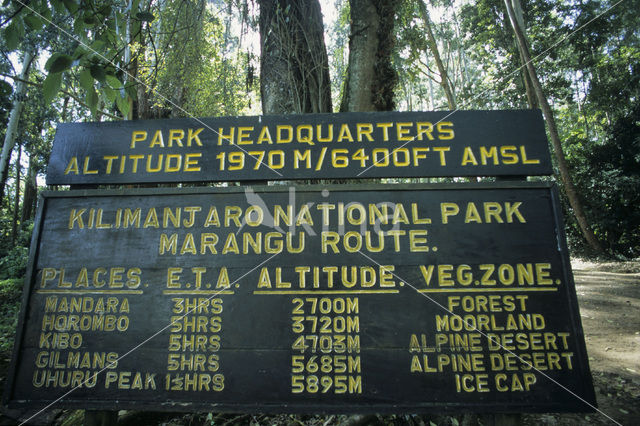 PARK HEADQUARTERS
ALTITUDE 1970 M/6400FT AMSL
KILIMANJARO NATIONAL PARK
MARANGU ROUTE.
PLACES. E.T.A. ALTITUDE. VEG.ZONE.
MANDARA 3HRS 2700M FOREST
HOROMBO 5HRS 3720M MOORLAND
KIBO 5HRS 4703M ALPINE DESERT
GILMANS 5HRS 5685M ALPINE DESERT
UHURU PEAK 1½HRS 5895M ICE CAP
akina